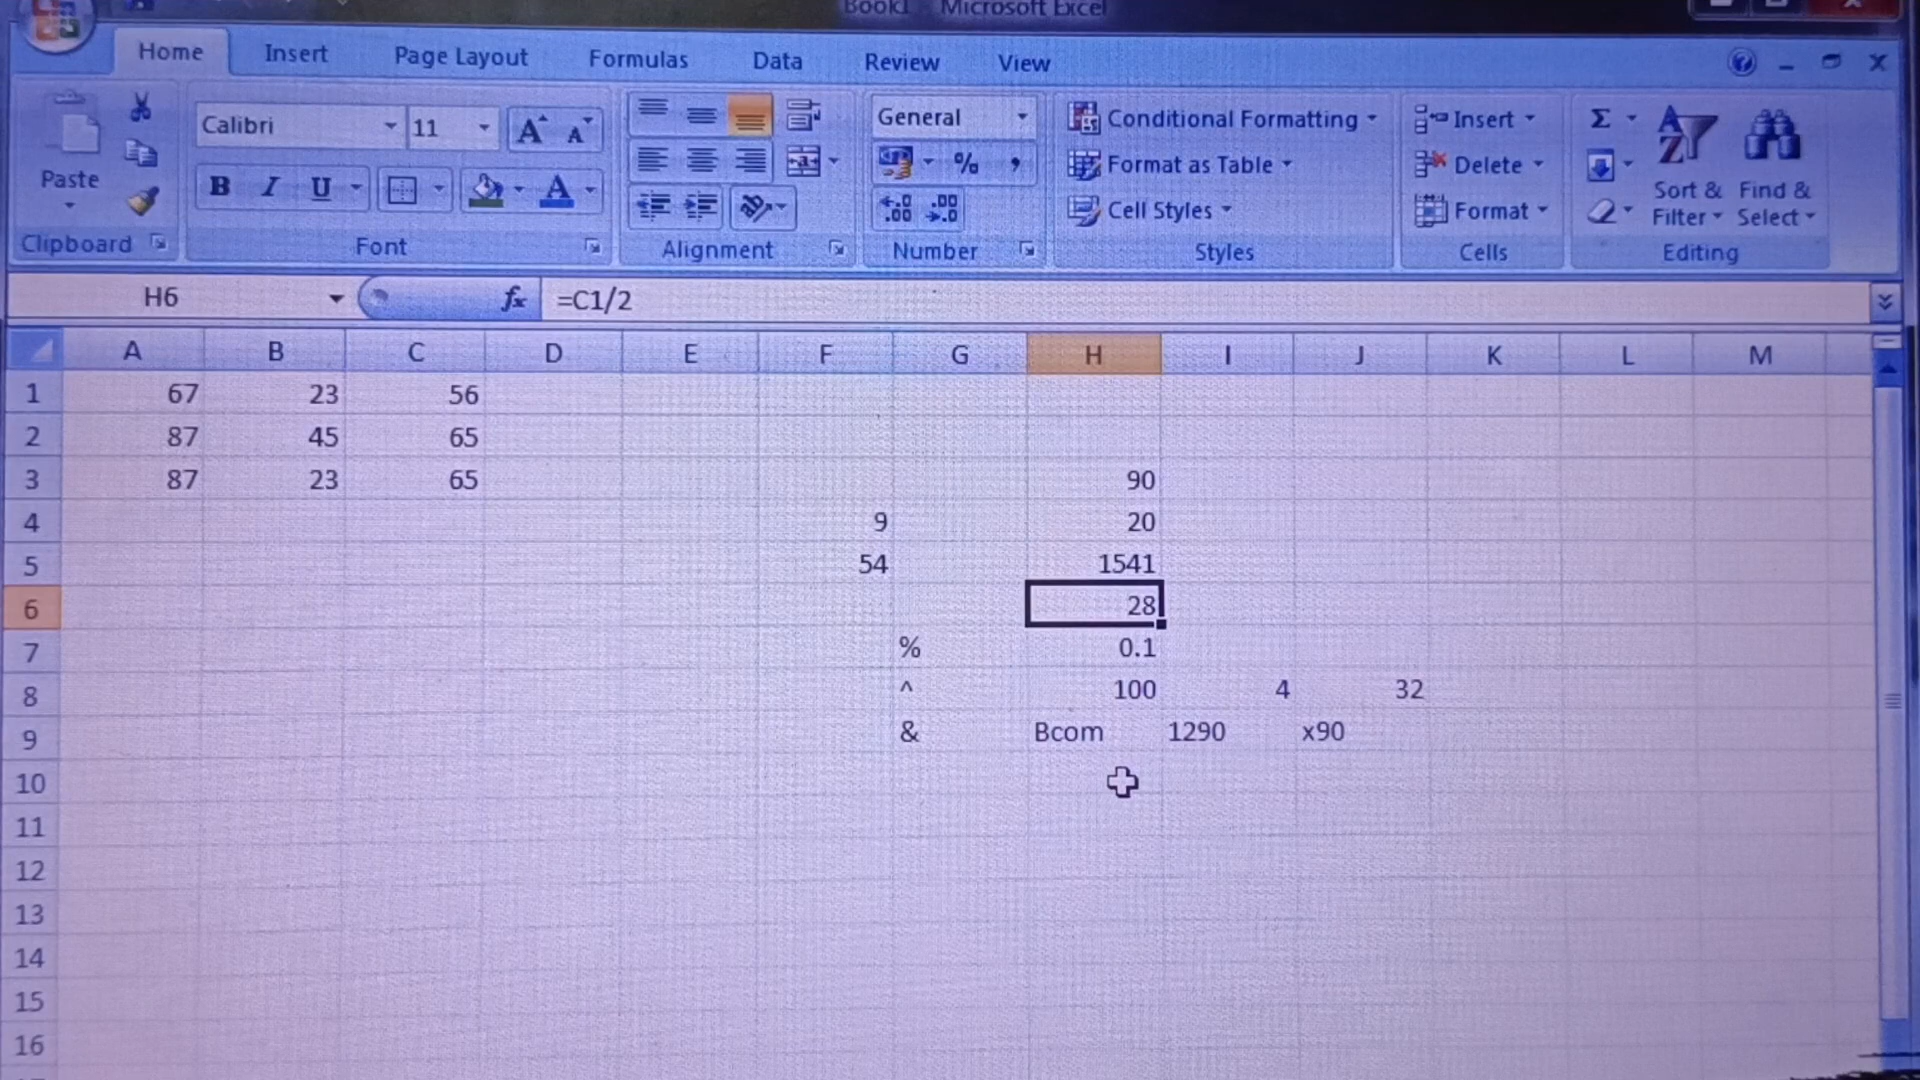 Book1 - Microsoft Excel
Home Insert Page Layout Formulas Data Review View
Calibri 11 General Conditional Formatting Insert Σ
Paste B I U A % , Format as Table Delete Sort & Filter Find & Select
Cell Styles Format
Clipboard Font Alignment Number Styles Cells Editing
H6 fx =C1/2
A B C D E F G H I J K L M
1 67 23 56
2 87 45 65
3 87 23 65 90
4 9 20
5 54 1541
6 28
7 % 0.1
8 ^ 100 4 32
9 & Bcom 1290 x90
10
11
12
13
14
15
16